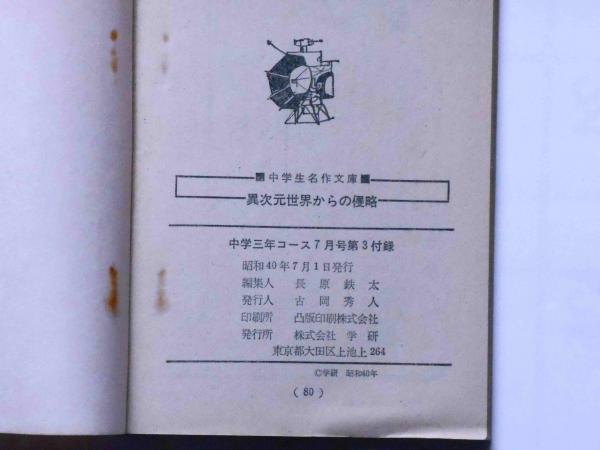 中学生名作文庫
異次元世界からの侵略
中学三年コース7月号第3付録
昭和40年7月1日発行
編集人 長原鉄太
発行人 古岡秀人
印刷所 凸版印刷株式会社
発行所 株式会社 学研
東京都大田区上池上264
©学研 昭和40年
(80)